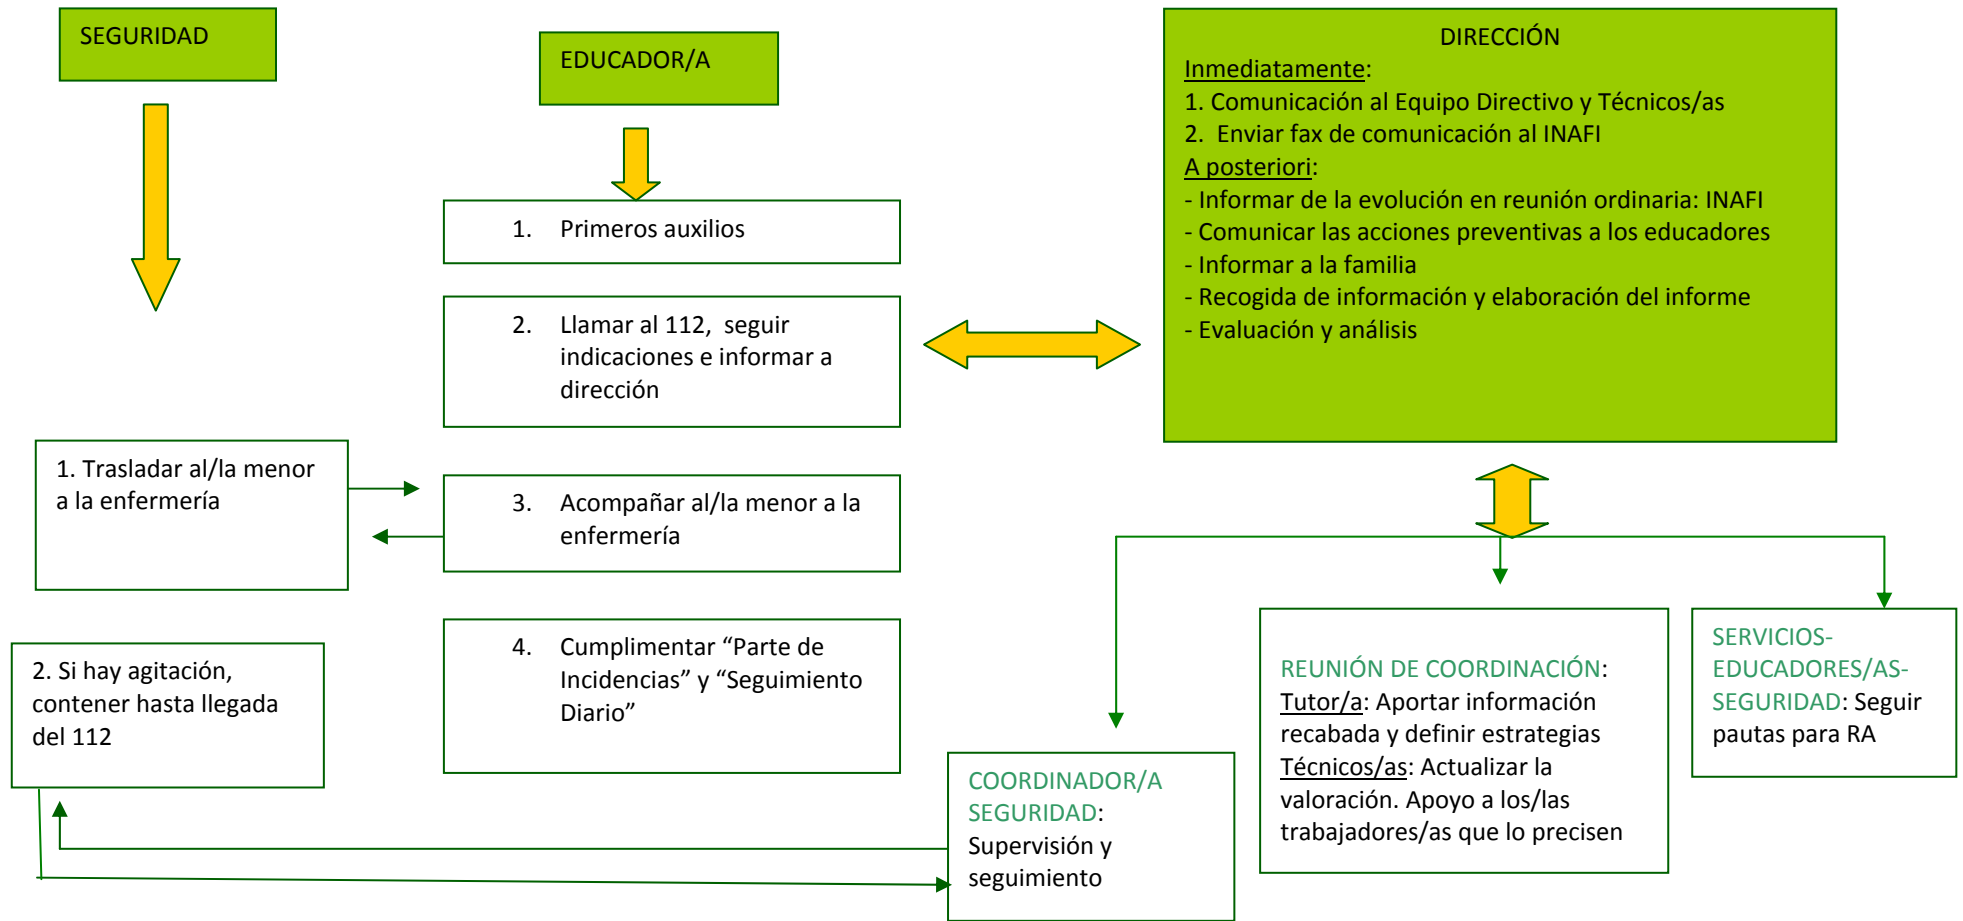 SEGURIDAD
EDUCADOR/A
DIRECCIÓN
Inmediatamente:
1. Comunicación al Equipo Directivo y Técnicos/as
2. Enviar fax de comunicación al INAFI
A posteriori:
- Informar de la evolución en reunión ordinaria: INAFI
- Comunicar las acciones preventivas a los educadores
- Informar a la familia
- Recogida de información y elaboración del informe
- Evaluación y análisis
1. Primeros auxilios
2. Llamar al 112, seguir
indicaciones e informar a
dirección
1. Trasladar al/la menor
a la enfermería
3. Acompañar al/la menor a la
enfermería
2. Si hay agitación,
contener hasta llegada
del 112
4. Cumplimentar “Parte de
Incidencias” y “Seguimiento
Diario”
COORDINADOR/A
SEGURIDAD:
Supervisión y
seguimiento
REUNIÓN DE COORDINACIÓN:
Tutor/a: Aportar información
recabada y definir estrategias
Técnicos/as: Actualizar la
valoración. Apoyo a los/las
trabajadores/as que lo precisen
SERVICIOS-
EDUCADORES/AS-
SEGURIDAD: Seguir
pautas para RA